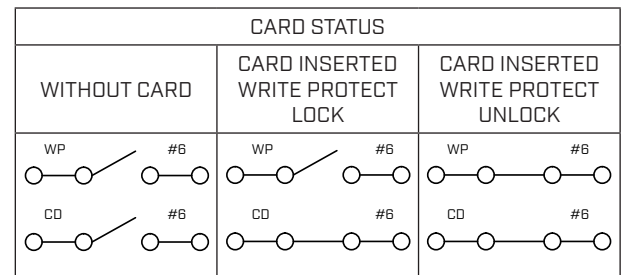 CARD STATUS
WITHOUT CARD
CARD INSERTED
WRITE PROTECT
LOCK
CARD INSERTED
WRITE PROTECT
UNLOCK
WP #6
WP #6
WP #6
CD #6
CD #6
CD #6